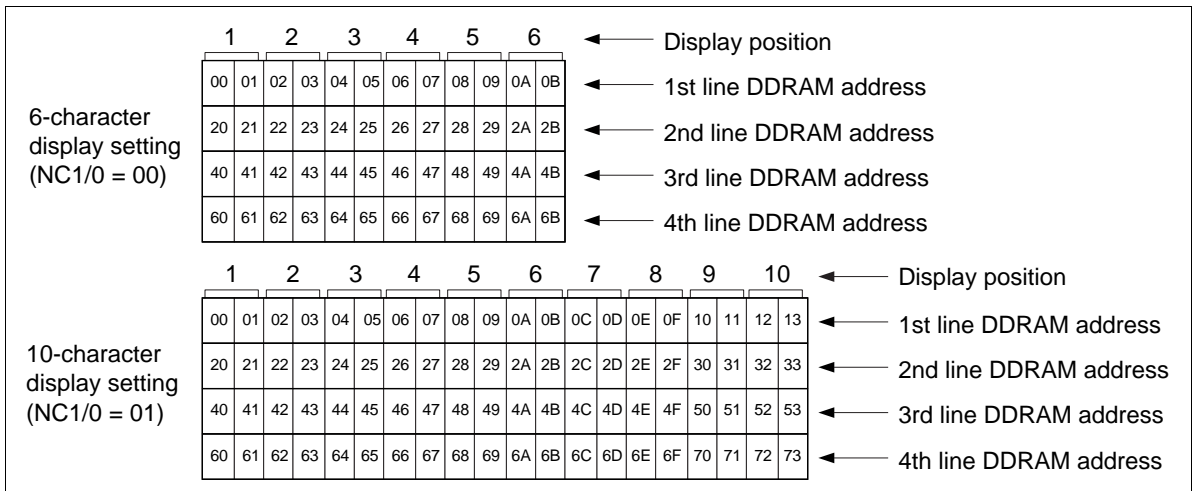 1 2 3 4 5 6 Display position
00 01 02 03 04 05 06 07 08 09 0A 0B 1st line DDRAM address
6-character
display setting
(NC1/0 = 00)
20 21 22 23 24 25 26 27 28 29 2A 2B 2nd line DDRAM address
40 41 42 43 44 45 46 47 48 49 4A 4B 3rd line DDRAM address
60 61 62 63 64 65 66 67 68 69 6A 6B 4th line DDRAM address
1 2 3 4 5 6 7 8 9 10 Display position
00 01 02 03 04 05 06 07 08 09 0A 0B 0C 0D 0E 0F 10 11 12 13 1st line DDRAM address
10-character
display setting
(NC1/0 = 01)
20 21 22 23 24 25 26 27 28 29 2A 2B 2C 2D 2E 2F 30 31 32 33 2nd line DDRAM address
40 41 42 43 44 45 46 47 48 49 4A 4B 4C 4D 4E 4F 50 51 52 53 3rd line DDRAM address
60 61 62 63 64 65 66 67 68 69 6A 6B 6C 6D 6E 6F 70 71 72 73 4th line DDRAM address